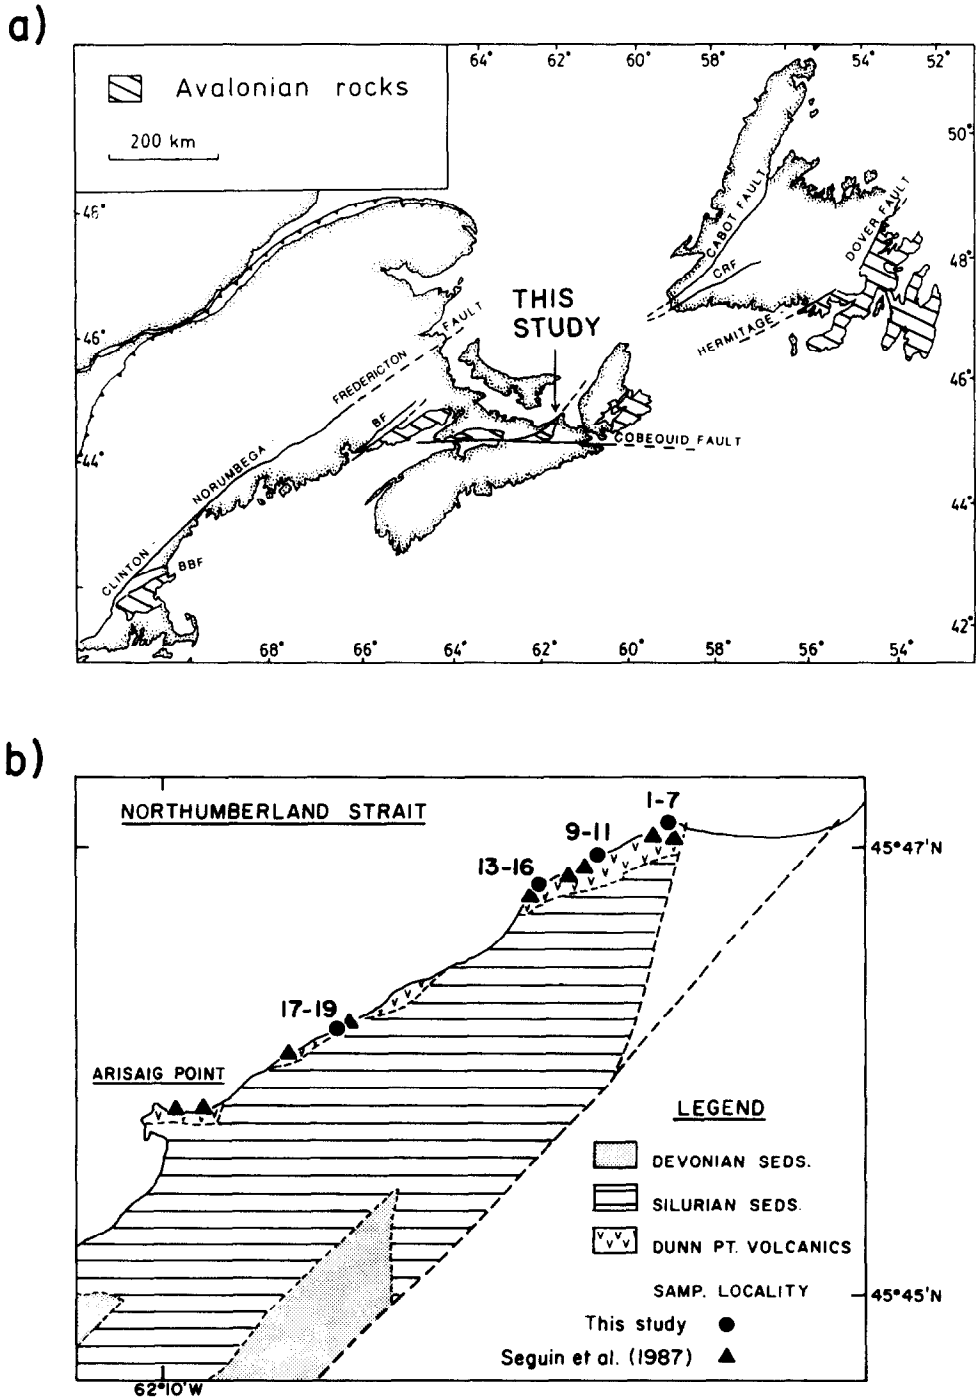 a)
Avalonian rocks
200 km
64° 62° 60° 58° 54° 52°
50°
48°
48°
46°
46°
44°
44°
42°
68° 66° 64° 62° 60° 58° 56° 54°
THIS
STUDY
CABOT FAULT
CRF
DOVER FAULT
HERMITAGE
FREDERICTON FAULT
BF
COBEQUID FAULT
NORUMBEGA
CLINTON
BBF
b)
NORTHUMBERLAND STRAIT
1-7
9-11
13-16
17-19
45°47'N
ARISAIG POINT
LEGEND
DEVONIAN SEDS.
SILURIAN SEDS.
DUNN PT. VOLCANICS
SAMP. LOCALITY
This study
Seguin et al. (1987)
45°45'N
62°10'W